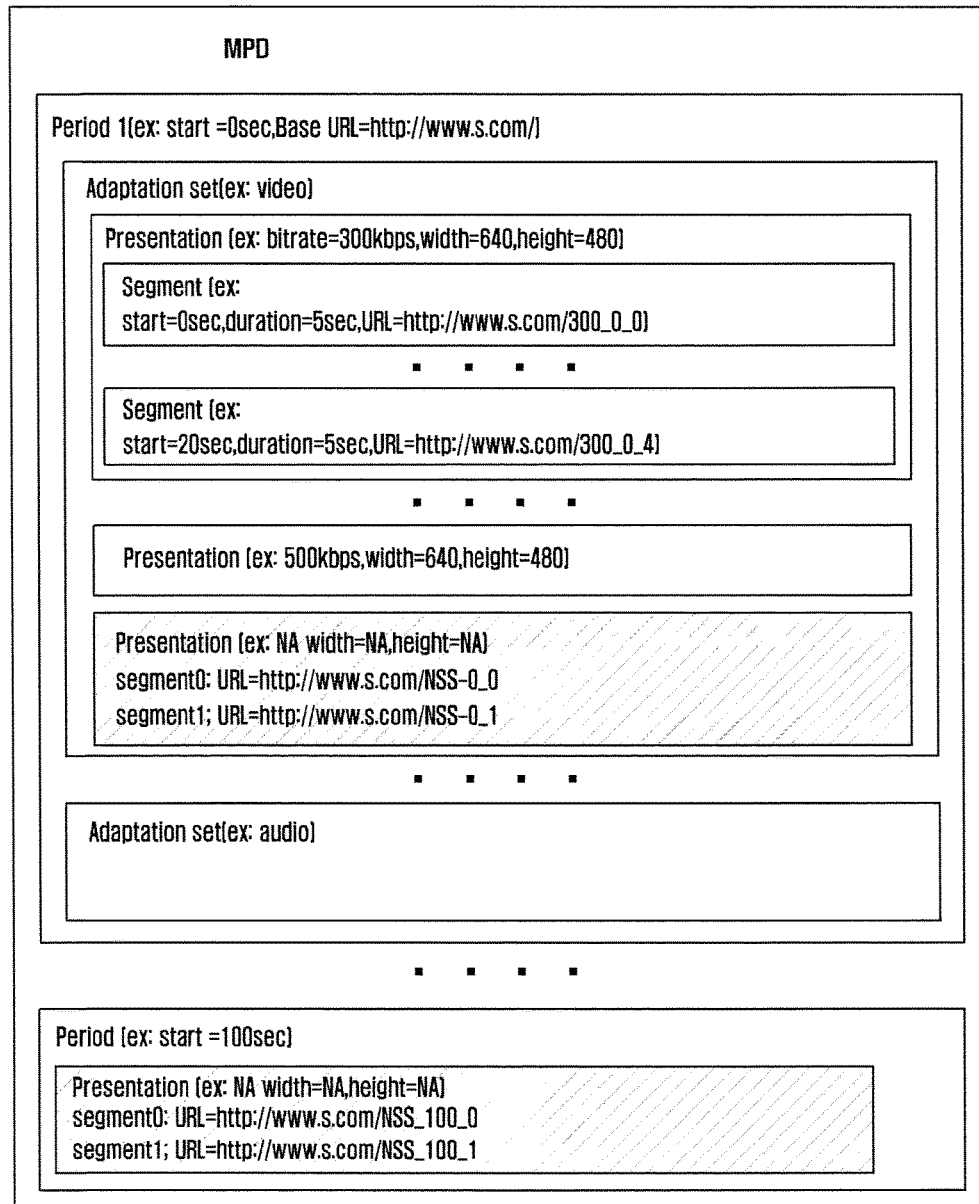 MPD
Period 1(ex: start =0sec,Base URL=http://www.s.com/)
Adaptation set(ex: video)
Presentation (ex: bitrate=300kbps,width=640,height=480)
Segment (ex:
start=0sec,duration=5sec,URL=http://www.s.com/300_0_0)
Segment (ex:
start=20sec,duration=5sec,URL=http://www.s.com/300_0_4)
Presentation (ex: 500kbps,width=640,height=480)
Presentation (ex: NA width=NA,height=NA)
segment0: URL=http://www.s.com/NSS-0_0
segment1; URL=http://www.s.com/NSS-0_1
Adaptation set(ex: audio)
Period (ex: start =100sec)
Presentation (ex: NA width=NA,height=NA)
segment0: URL=http://www.s.com/NSS_100_0
segment1; URL=http://www.s.com/NSS_100_1